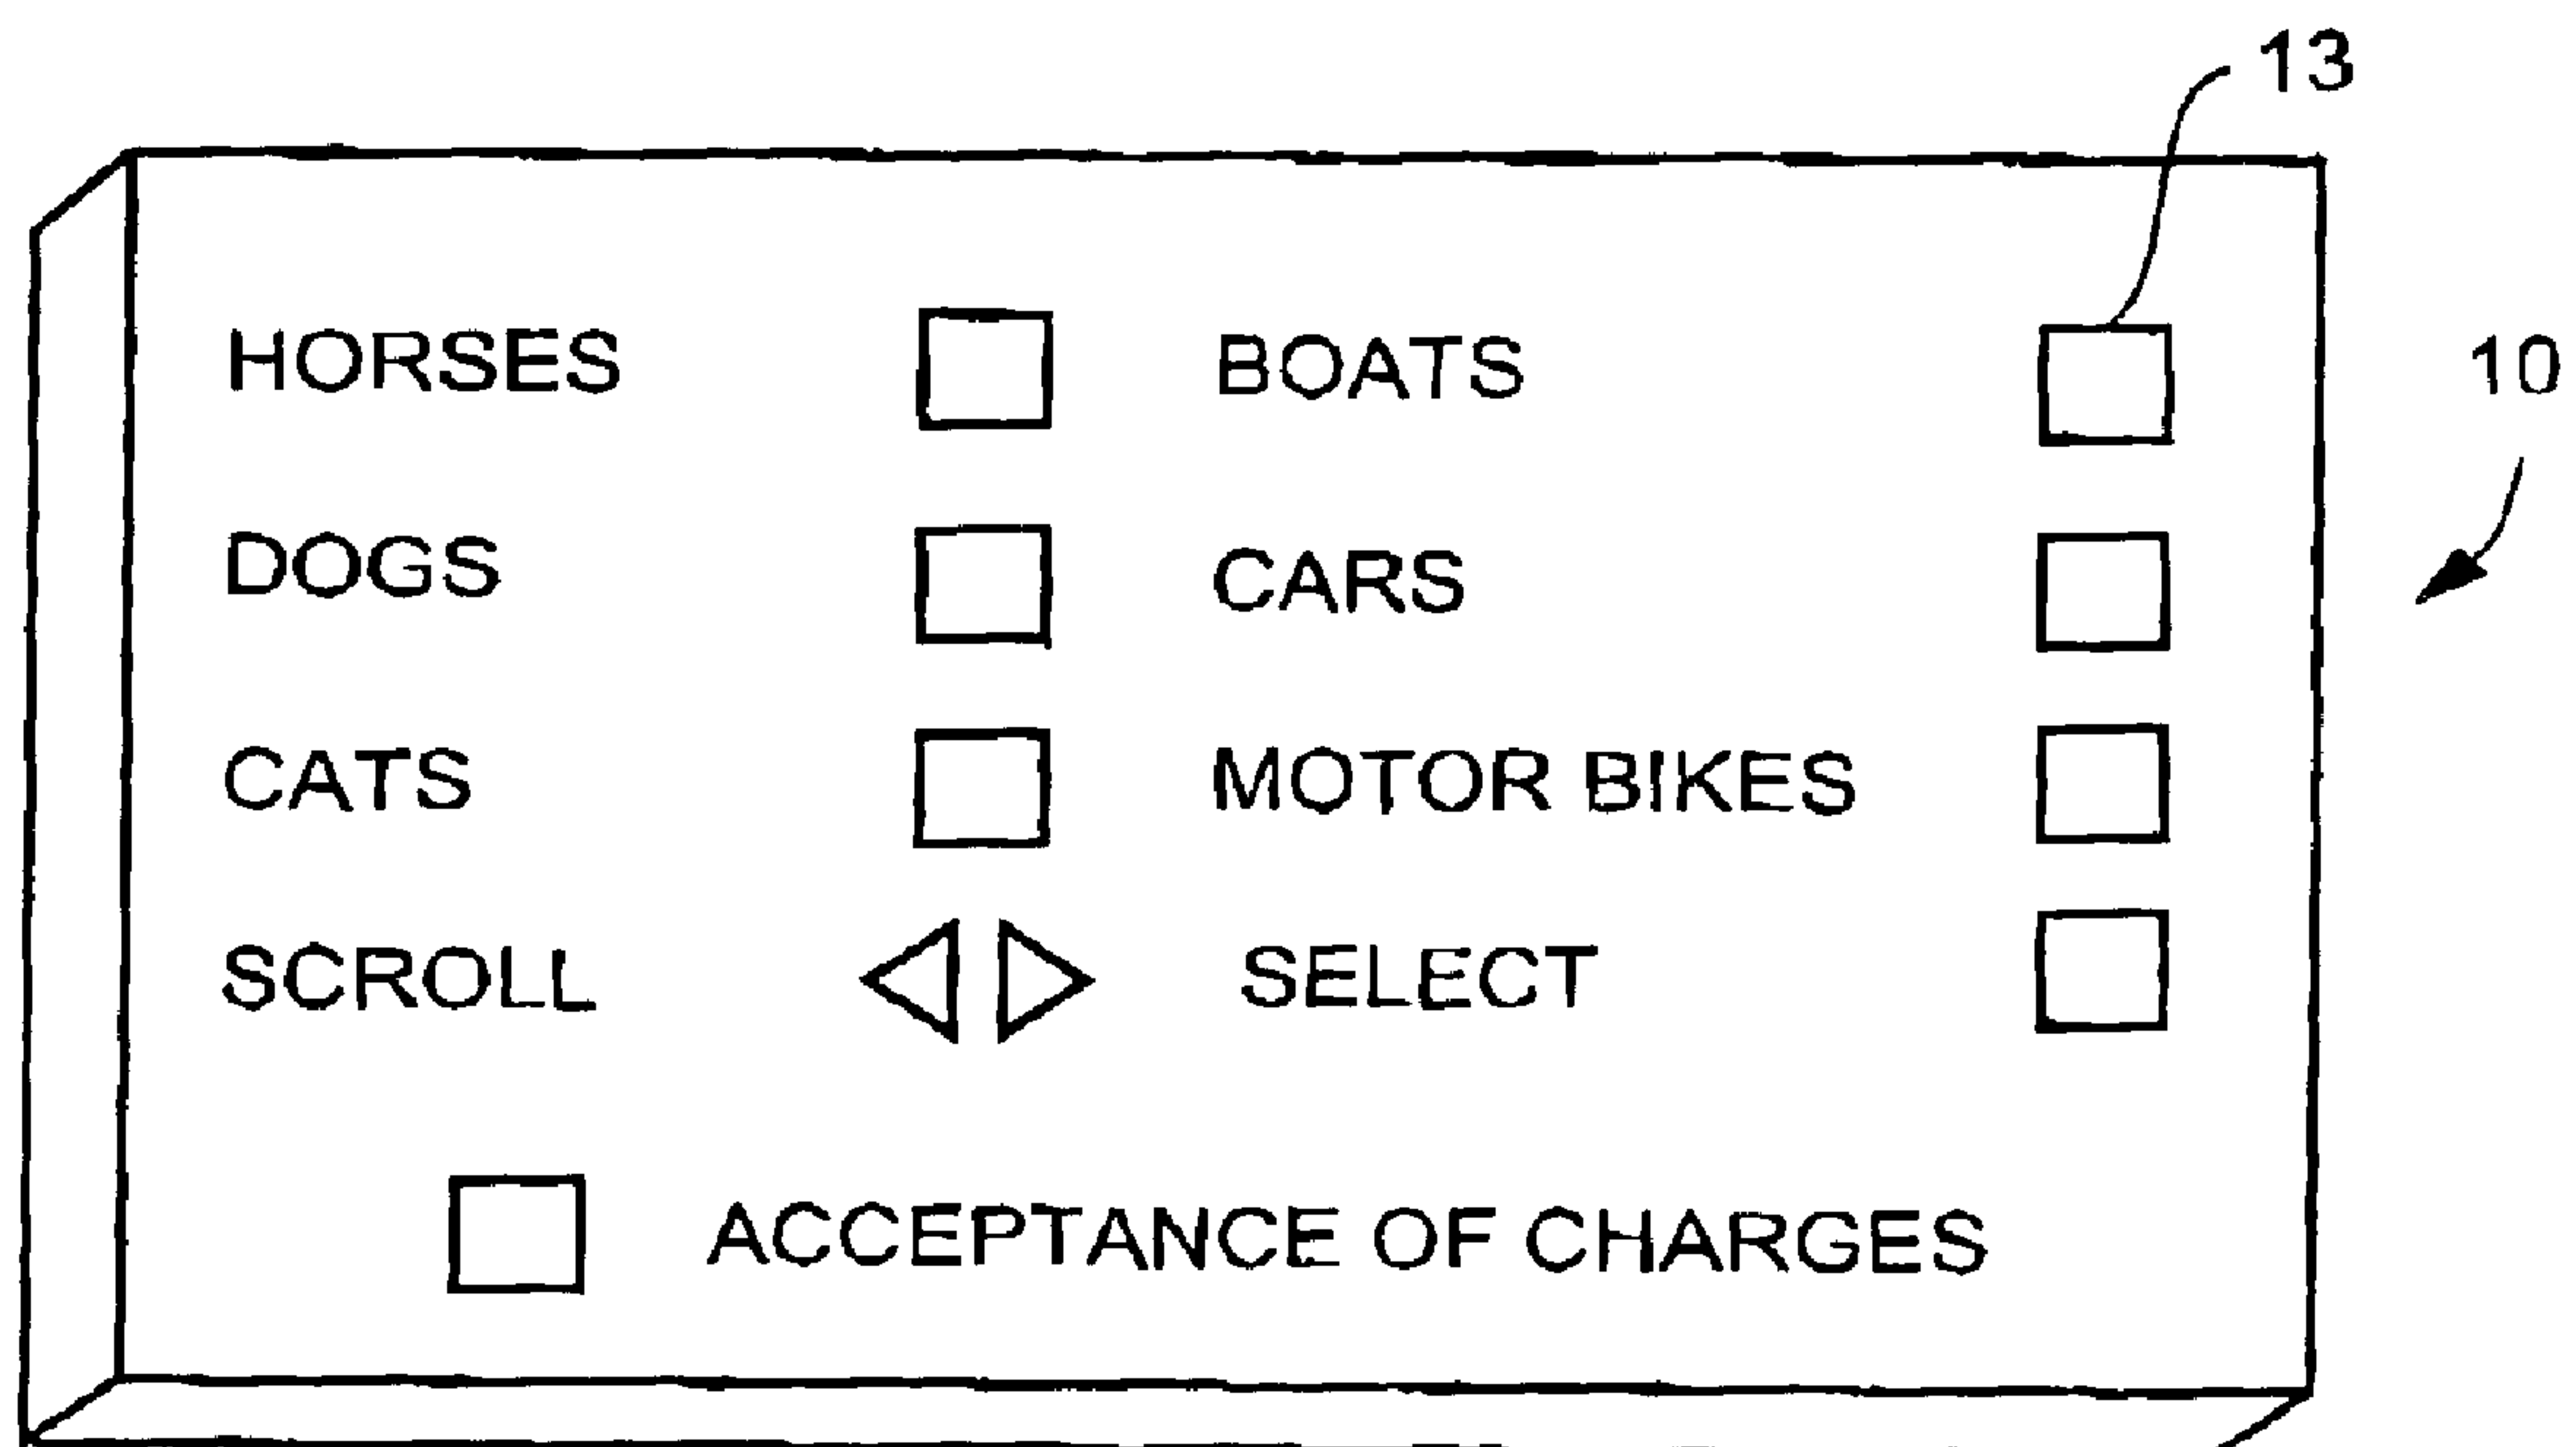 13
HORSES BOATS
10
DOGS CARS
CATS MOTOR BIKES
SCROLL SELECT
ACCEPTANCE OF CHARGES